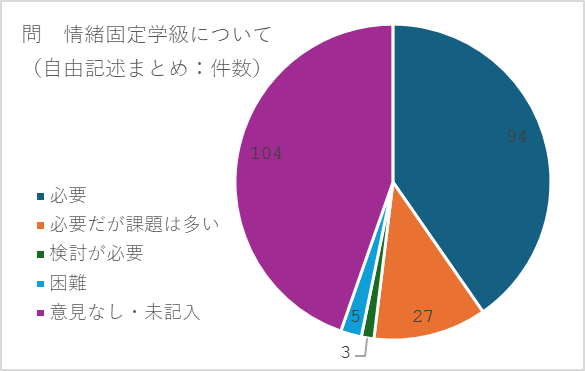 問　情緒固定学級について
（自由記述まとめ：件数）
94
104
必要
必要だが課題は多い
検討が必要
困難
意見なし・未記入
5
27
3